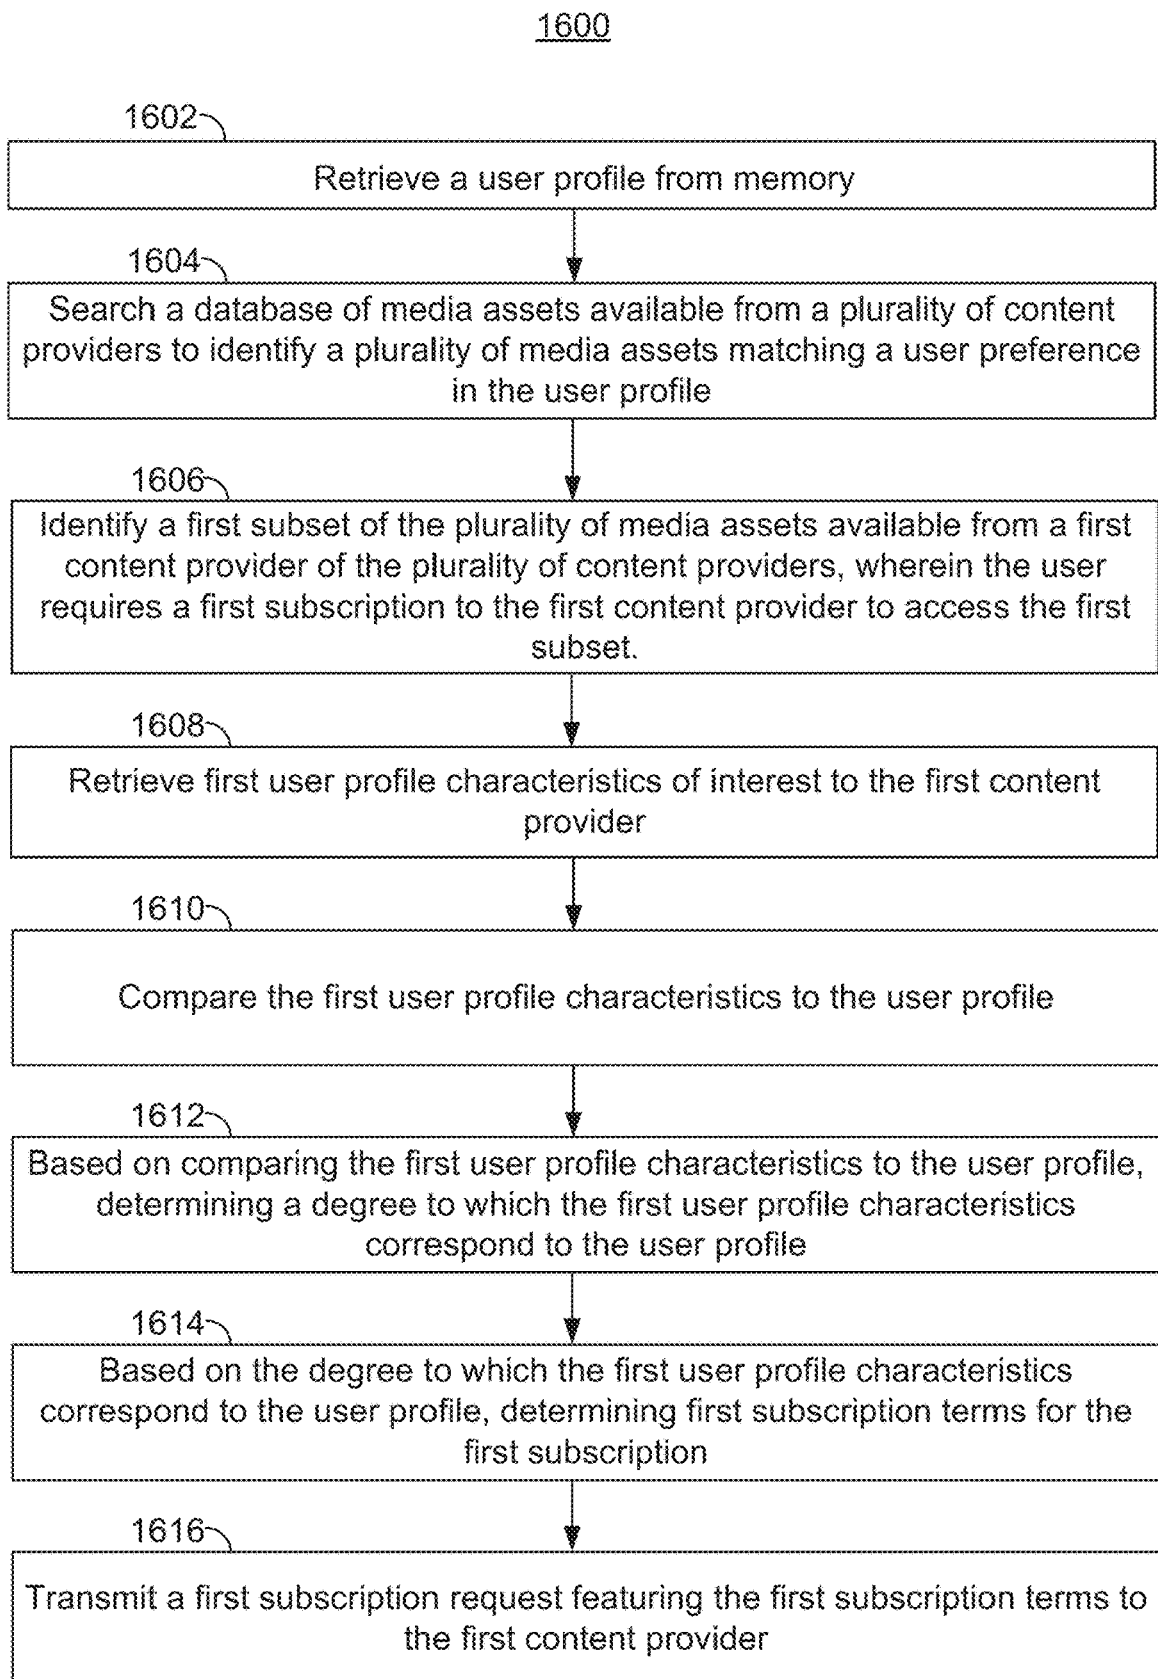 1600
1602
Retrieve a user profile from memory
1604
Search a database of media assets available from a plurality of content
providers to identify a plurality of media assets matching a user preference
in the user profile
1606
Identify a first subset of the plurality of media assets available from a first
content provider of the plurality of content providers, wherein the user
requires a first subscription to the first content provider to access the first
subset.
1608
Retrieve first user profile characteristics of interest to the first content
provider
1610
Compare the first user profile characteristics to the user profile
1612
Based on comparing the first user profile characteristics to the user profile,
determining a degree to which the first user profile characteristics
correspond to the user profile
1614
Based on the degree to which the first user profile characteristics
correspond to the user profile, determining first subscription terms for the
first subscription
1616
Transmit a first subscription request featuring the first subscription terms to
the first content provider